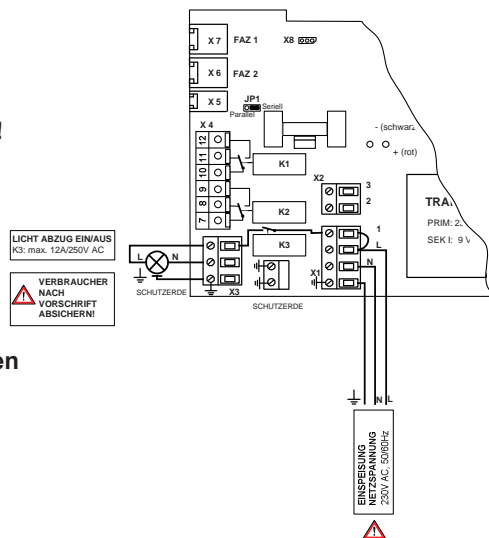 X 7 FAZ 1 X8
X 6 FAZ 2
X 5 JP1
Parallel Seriell
!
X 4
12
11
10
9
8
7
K1
K2
K3
- (schwarz
+ (rot)
X2
3
2
TRA
PRIM: 2
SEK I: 9 V
1
L
N
X1
LICHT ABZUG EIN/AUS
K3: max. 12A/250V AC
L N
SCHUTZERDE X3
SCHUTZERDE
VERBRAUCHER
NACH
VORSCHRIFT
ABSICHERN!
en
N L
EINSPEISUNG
NETZSPANNUNG
230V AC, 50/60Hz